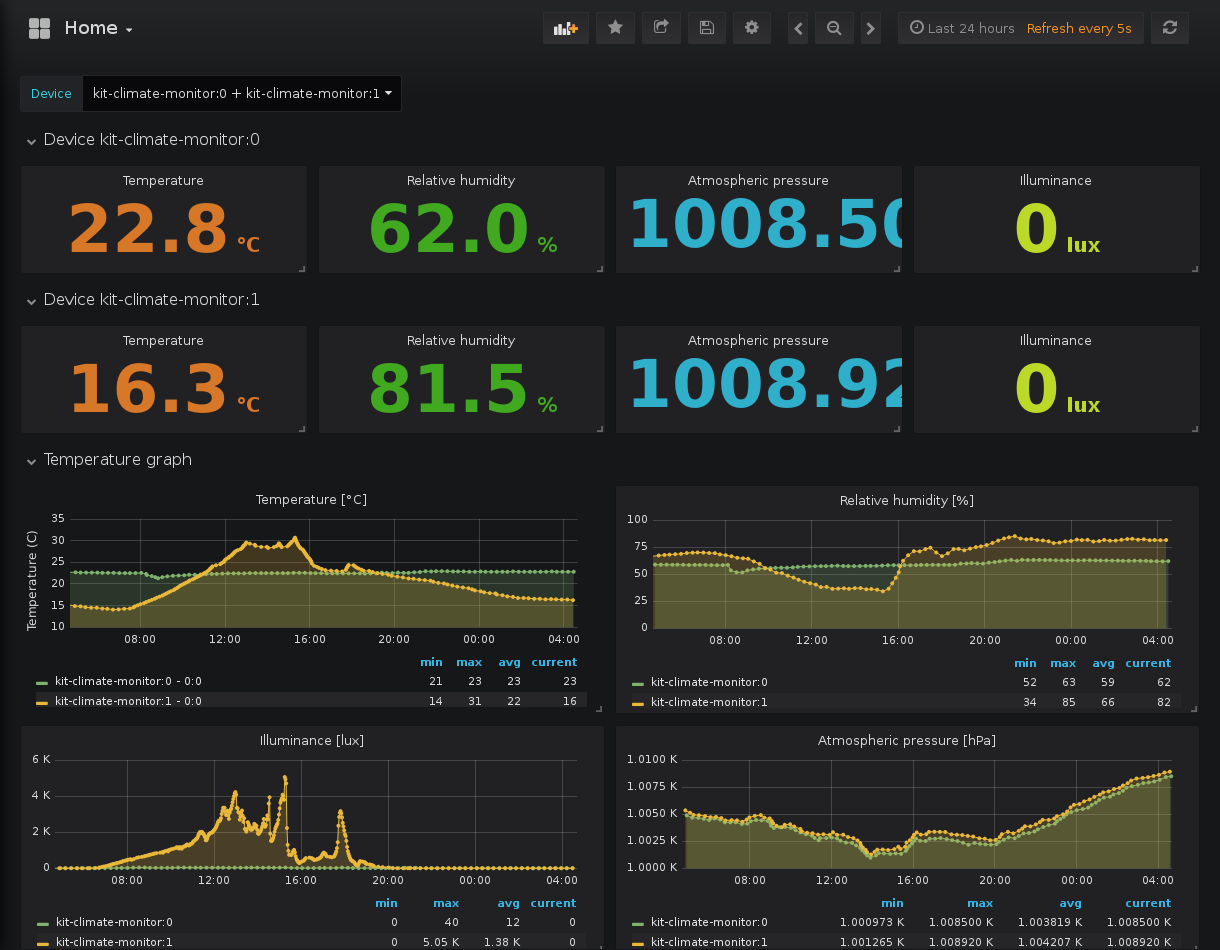 Home
Last 24 hours Refresh every 5s
Device kit-climate-monitor:0 + kit-climate-monitor:1
Device kit-climate-monitor:0
Temperature Relative humidity Atmospheric pressure Illuminance
22.8 °C 62.0 % 1008.50 0 lux
Device kit-climate-monitor:1
Temperature Relative humidity Atmospheric pressure Illuminance
16.3 °C 81.5 % 1008.92 0 lux
Temperature graph
Temperature [°C]
Temperature (C)
35
30
25
20
15
10
08:00 12:00 16:00 20:00 00:00 04:00
min max avg current
kit-climate-monitor:0 - 0:0 21 23 23 23
kit-climate-monitor:1 - 0:0 14 31 22 16
Relative humidity [%]
100
75
50
25
0
08:00 12:00 16:00 20:00 00:00 04:00
min max avg current
kit-climate-monitor:0 52 63 59 62
kit-climate-monitor:1 34 85 66 82
Illuminance [lux]
6 K
4 K
2 K
0
08:00 12:00 16:00 20:00 00:00 04:00
min max avg current
kit-climate-monitor:0 0 40 12 0
kit-climate-monitor:1 0 5.05 K 1.38 K 0
Atmospheric pressure [hPa]
1.0100 K
1.0075 K
1.0050 K
1.0025 K
1.0000 K
08:00 12:00 16:00 20:00 00:00 04:00
min max avg current
kit-climate-monitor:0 1.000973 K 1.008500 K 1.003819 K 1.008500 K
kit-climate-monitor:1 1.001265 K 1.008920 K 1.004207 K 1.008920 K